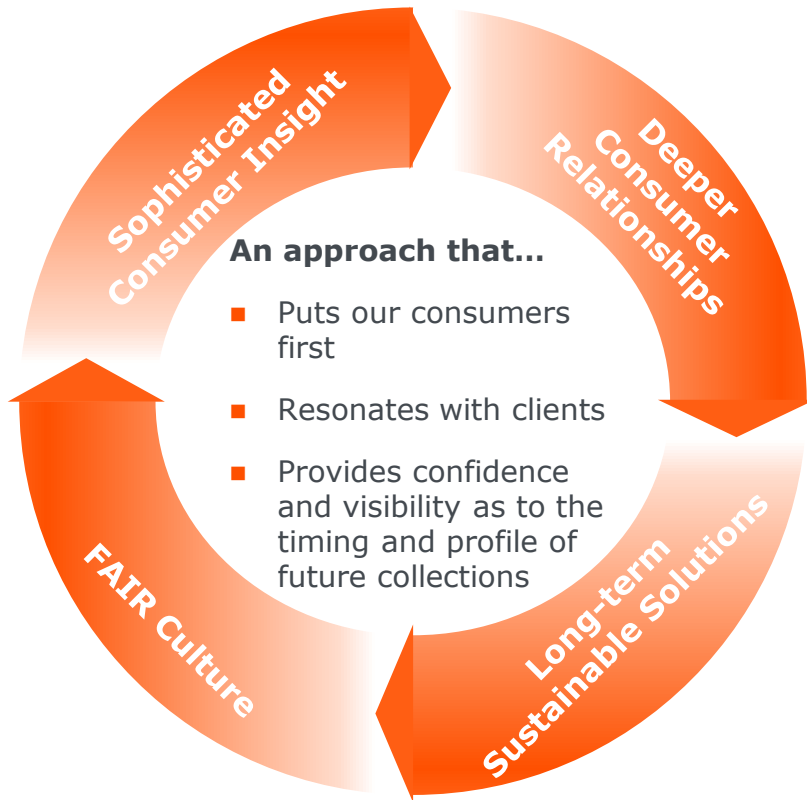 Sophisticated
Consumer Insight
Deeper
Consumer
Relationships
An approach that...
■ Puts our consumers
first
■ Resonates with clients
■ Provides confidence
and visibility as to the
timing and profile of
future collections
Long-term
Sustainable Solutions
FAIR Culture